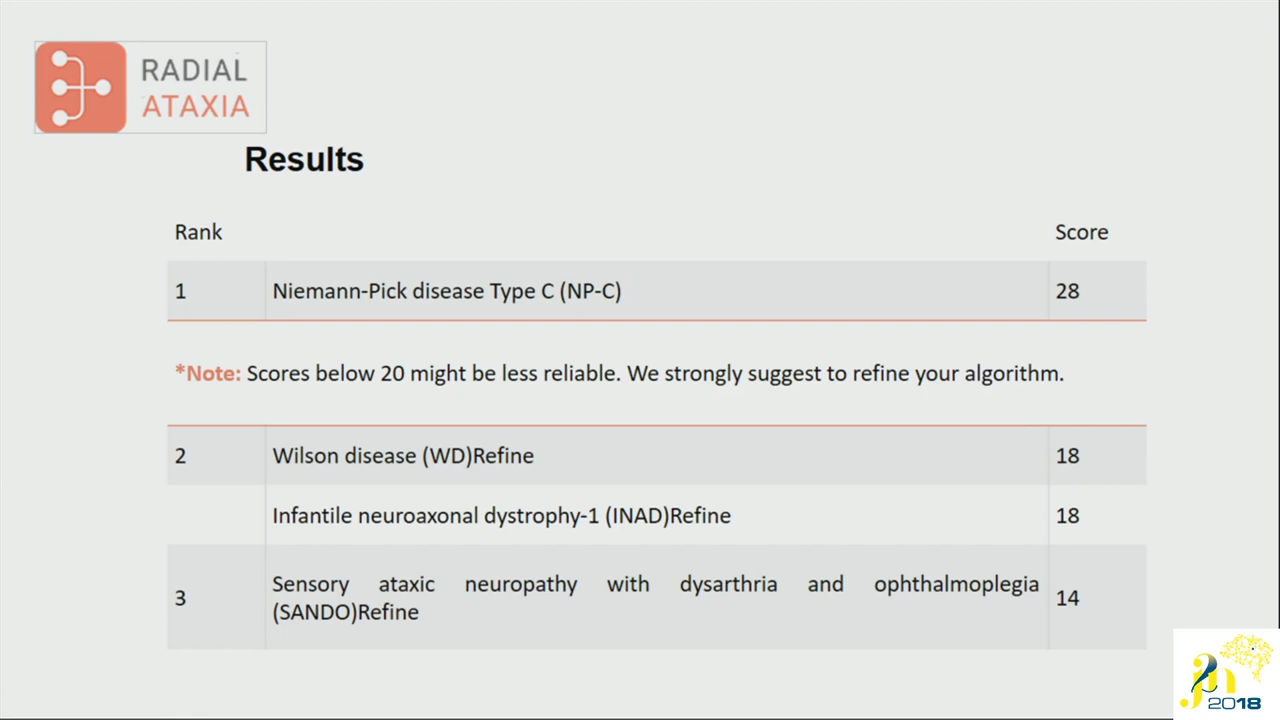 RADIAL
ATAXIA
Results
Rank Score
1 Niemann-Pick disease Type C (NP-C) 28
*Note: Scores below 20 might be less reliable. We strongly suggest to refine your algorithm.
2 Wilson disease (WD)Refine 18
Infantile neuroaxonal dystrophy-1 (INAD)Refine 18
3 Sensory ataxic neuropathy with dysarthria and ophthalmoplegia 14
(SANDO)Refine
2018